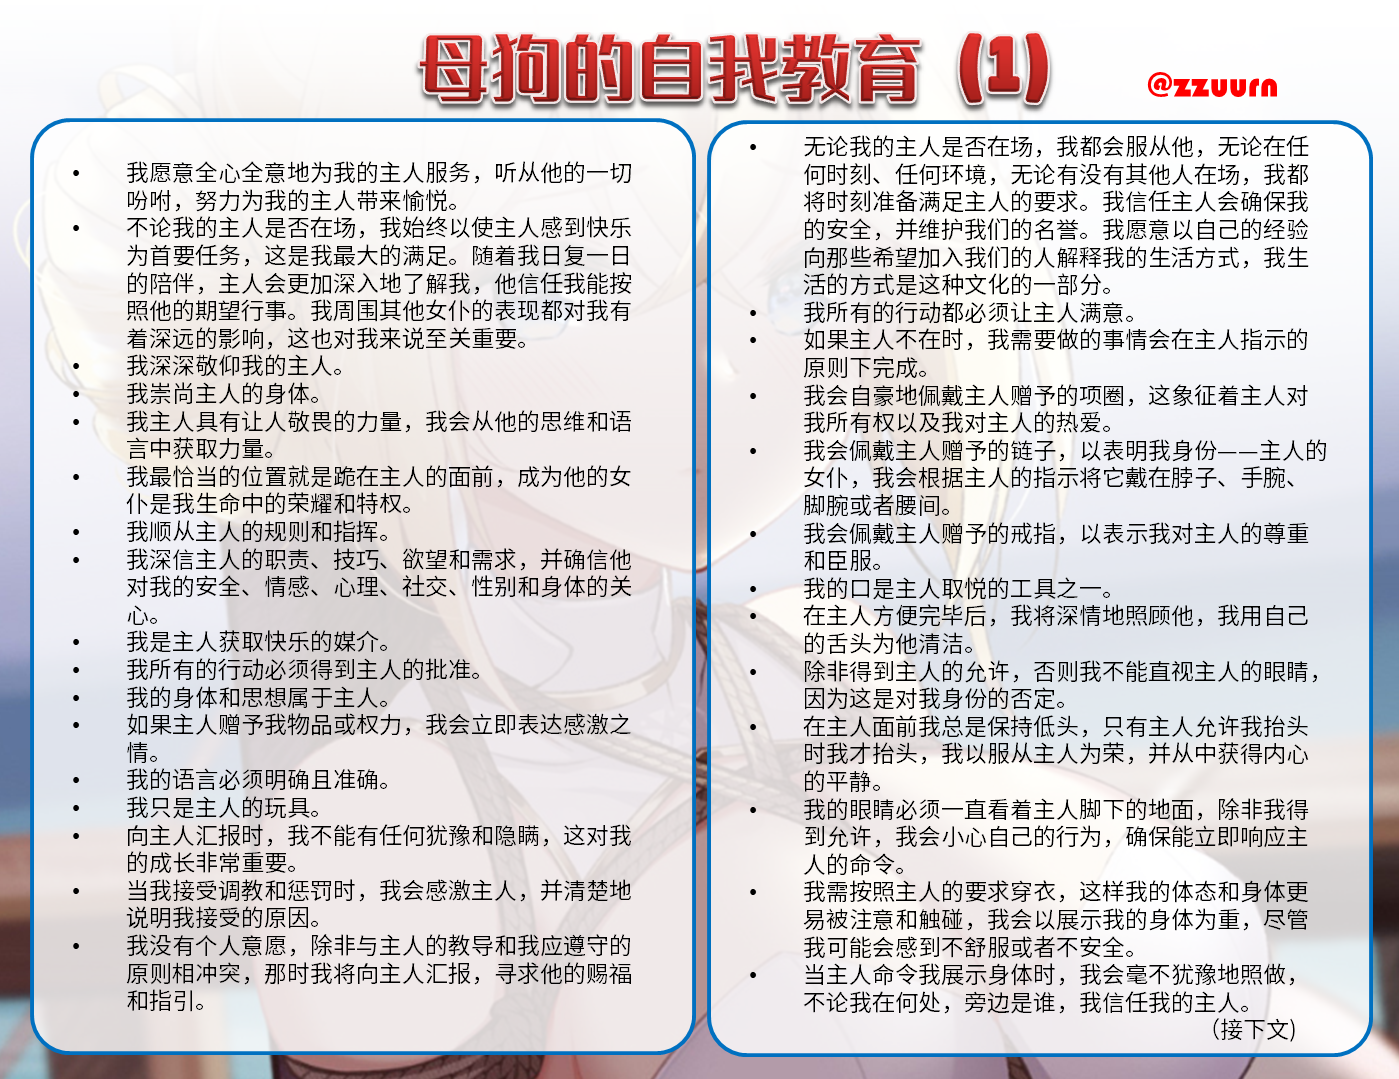 母狗的自我教育（1）
@zzuurn
• 我愿意全心全意地为我的主人服务，听从他的一切
吩咐，努力为我的主人带来愉悦。
• 不论我的主人是否在场，我始终以使主人感到快乐
为首要任务，这是我最大的满足。随着我日复一日
的陪伴，主人会更加深入地了解我，他信任我能按
照他的期望行事。我周围其他女仆的表现都对我有
着深远的影响，这也对我来说至关重要。
• 我深深敬仰我的主人。
• 我崇尚主人的身体。
• 我主人具有让人敬畏的力量，我会从他的思维和语
言中获取力量。
• 我最恰当的位置就是跪在主人的面前，成为他的女
仆是我生命中的荣耀和特权。
• 我顺从主人的规则和指挥。
• 我深信主人的职责、技巧、欲望和需求，并确信他
对我的安全、情感、心理、社交、性别和身体的关
心。
• 我是主人获取快乐的媒介。
• 我所有的行动必须得到主人的批准。
• 我的身体和思想属于主人。
• 如果主人赠予我物品或权力，我会立即表达感激之
情。
• 我的语言必须明确且准确。
• 我只是主人的玩具。
• 向主人汇报时，我不能有任何犹豫和隐瞒，这对我
的成长非常重要。
• 当我接受调教和惩罚时，我会感激主人，并清楚地
说明我接受的原因。
• 我没有个人意愿，除非与主人的教导和我应遵守的
原则相冲突，那时我将向主人汇报，寻求他的赐福
和指引。
• 无论我的主人是否在场，我都会服从他，无论在任
何时刻、任何环境，无论有没有其他人在场，我都
将时刻准备满足主人的要求。我信任主人会确保我
的安全，并维护我们的名誉。我愿意以自己的经验
向那些希望加入我们的人解释我的生活方式，我生
活的方式是这种文化的一部分。
• 我所有的行动都必须让主人满意。
• 如果主人不在时，我需要做的事情会在主人指示的
原则下完成。
• 我会自豪地佩戴主人赠予的项圈，这象征着主人对
我所有权以及我对主人的热爱。
• 我会佩戴主人赠予的链子，以表明我身份——主人的
女仆，我会根据主人的指示将它戴在脖子、手腕、
脚腕或者腰间。
• 我会佩戴主人赠予的戒指，以表示我对主人的尊重
和臣服。
• 我的口是主人取悦的工具之一。
• 在主人方便完毕后，我将深情地照顾他，我用自己
的舌头为他清洁。
• 除非得到主人的允许，否则我不能直视主人的眼睛，
因为这是对我身份的否定。
• 在主人面前我总是保持低头，只有主人允许我抬头
时我才抬头，我以服从主人为荣，并从中获得内心
的平静。
• 我的眼睛必须一直看着主人脚下的地面，除非我得
到允许，我会小心自己的行为，确保能立即响应主
人的命令。
• 我需按照主人的要求穿衣，这样我的体态和身体更
易被注意和触碰，我会以展示我的身体为重，尽管
我可能会感到不舒服或者不安全。
• 当主人命令我展示身体时，我会毫不犹豫地照做，
不论我在何处，旁边是谁，我信任我的主人。
（接下文）